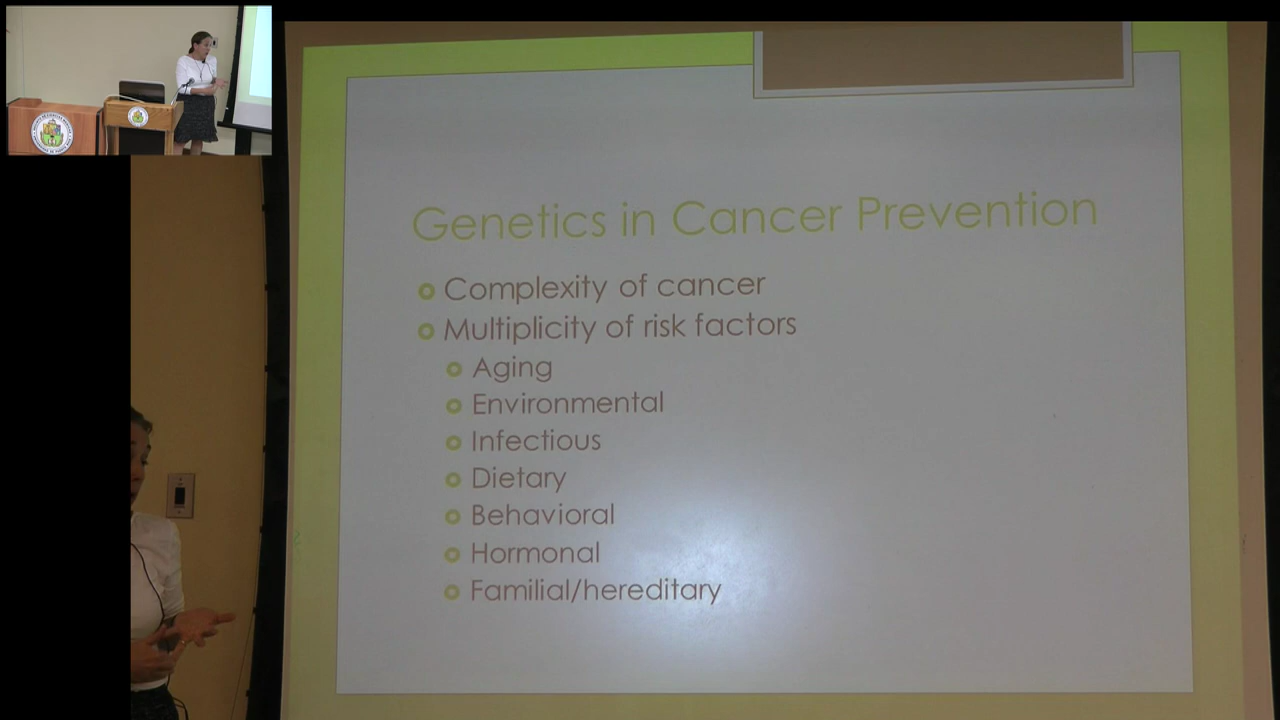 Genetics in Cancer Prevention
Complexity of cancer
Multiplicity of risk factors
Aging
Environmental
Infectious
Dietary
Behavioral
Hormonal
Familial/hereditary